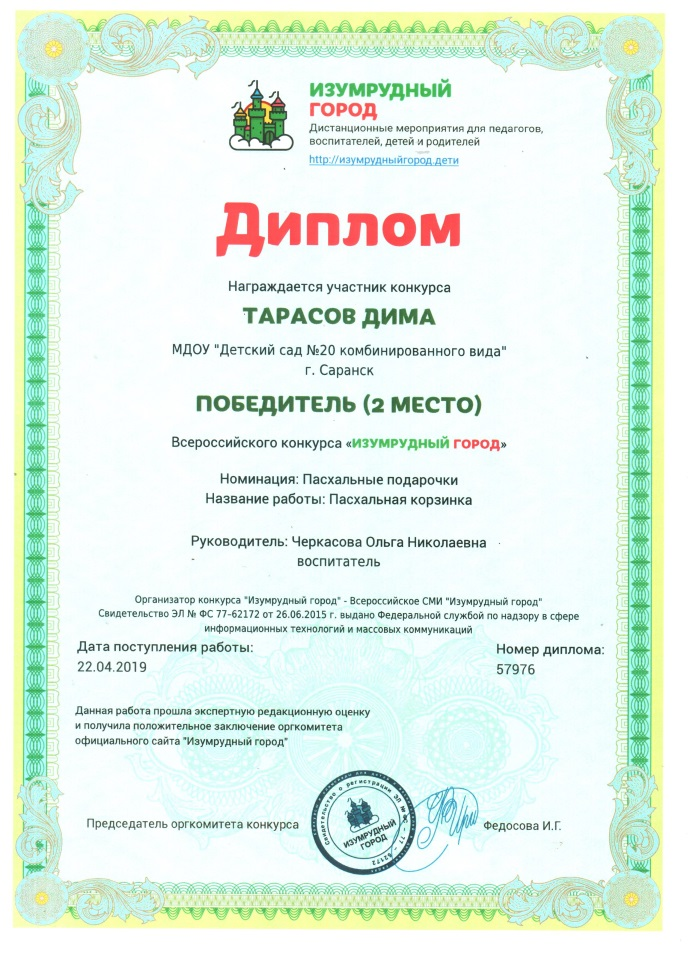 ИЗУМРУДНЫЙ
ГОРОД
Дистанционные мероприятия для педагогов,
воспитателей, детей и родителей
http://изумрудныйгород.дети
Диплом
Награждается участник конкурса
ТАРАСОВ ДИМА
МДОУ "Детский сад №20 комбинированного вида"
г. Саранск
ПОБЕДИТЕЛЬ (2 МЕСТО)
Всероссийского конкурса «ИЗУМРУДНЫЙ ГОРОД»
Номинация: Пасхальные подарочки
Название работы: Пасхальная корзинка
Руководитель: Черкасова Ольга Николаевна
воспитатель
Организатор конкурса "Изумрудный город" - Всероссийское СМИ "Изумрудный город"
Свидетельство ЭЛ № ФС 77-62172 от 26.06.2015 г. выдано Федеральной службой по надзору в сфере
информационных технологий и массовых коммуникаций
Дата поступления работы:
22.04.2019
Номер диплома:
57976
Данная работа прошла экспертную редакционную оценку
и получила положительное заключение оргкомитета
официального сайта "Изумрудный город"
Председатель оргкомитета конкурса
Свидетельство о регистрации ЭЛ №
77 - 62172
ИЗУМРУДНЫЙ
ГОРОД
Федосова И.Г.